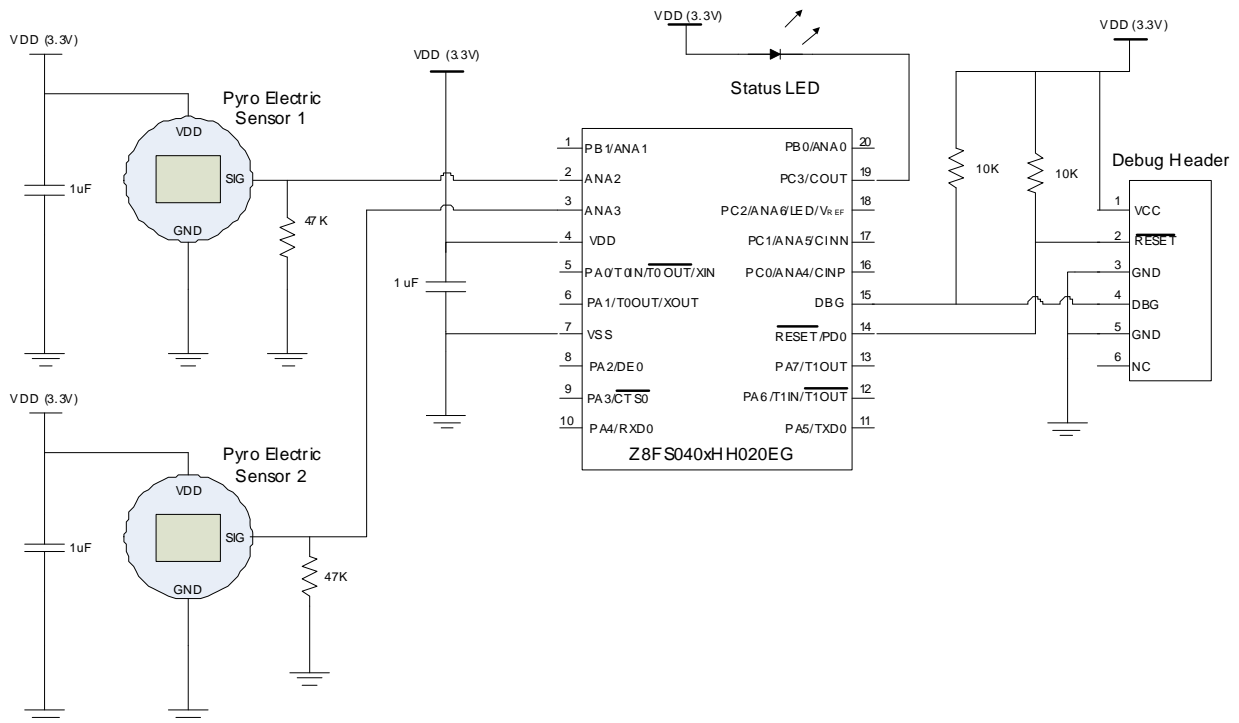 VDD (3.3V)
Pyro Electric
Sensor 1
VDD
SIG
GND
1uF
47K
VDD (3.3V)
Pyro Electric
Sensor 2
VDD
SIG
GND
1uF
47K
VDD (3.3V)
1 uF
VDD (3.3V)
Status LED
1 PB1/ANA1
2 ANA2
3 ANA3
4 VDD
5 PA0/T0IN/T0OUT/XIN
6 PA1/T0OUT/XOUT
7 VSS
8 PA2/DE0
9 PA3/CTS0
10 PA4/RXD0
PB0/ANA0 20
PC3/COUT 19
PC2/ANA6/LED/VREF 18
PC1/ANA5/CINN 17
PC0/ANA4/CINP 16
DBG 15
RESET/PD0 14
PA7/T1OUT 13
PA6/T1IN/T1OUT 12
PA5/TXD0 11
Z8FS040xHH020EG
VDD (3.3V)
10K
10K
Debug Header
1 VCC
2 RESET
3 GND
4 DBG
5 GND
6 NC